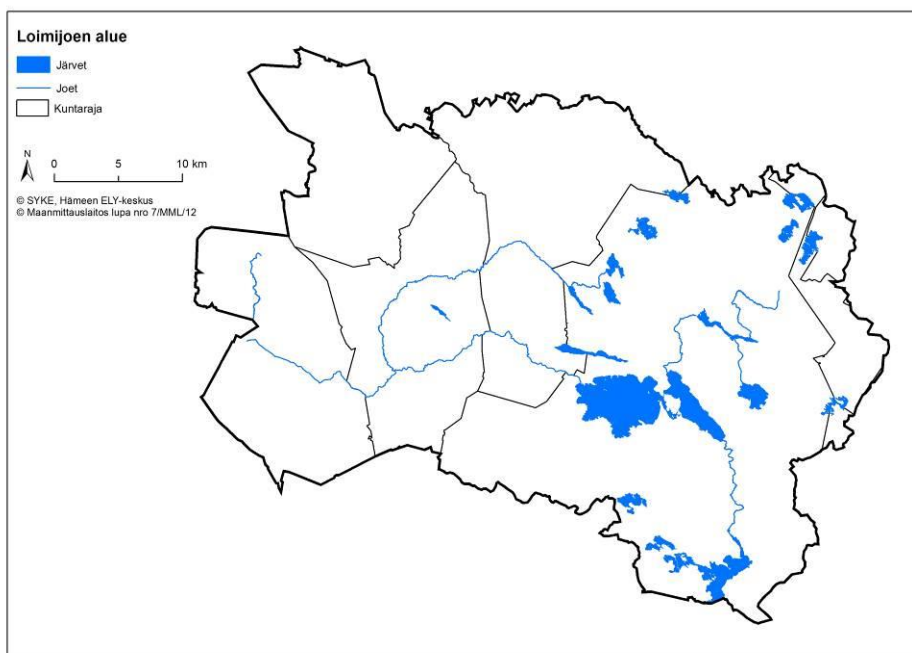 Loimijoen alue
Järvet
Joet
Kuntaraja
N
0 5 10 km
© SYKE, Hämeen ELY-keskus
© Maanmittauslaitos lupa nro 7/MML/12